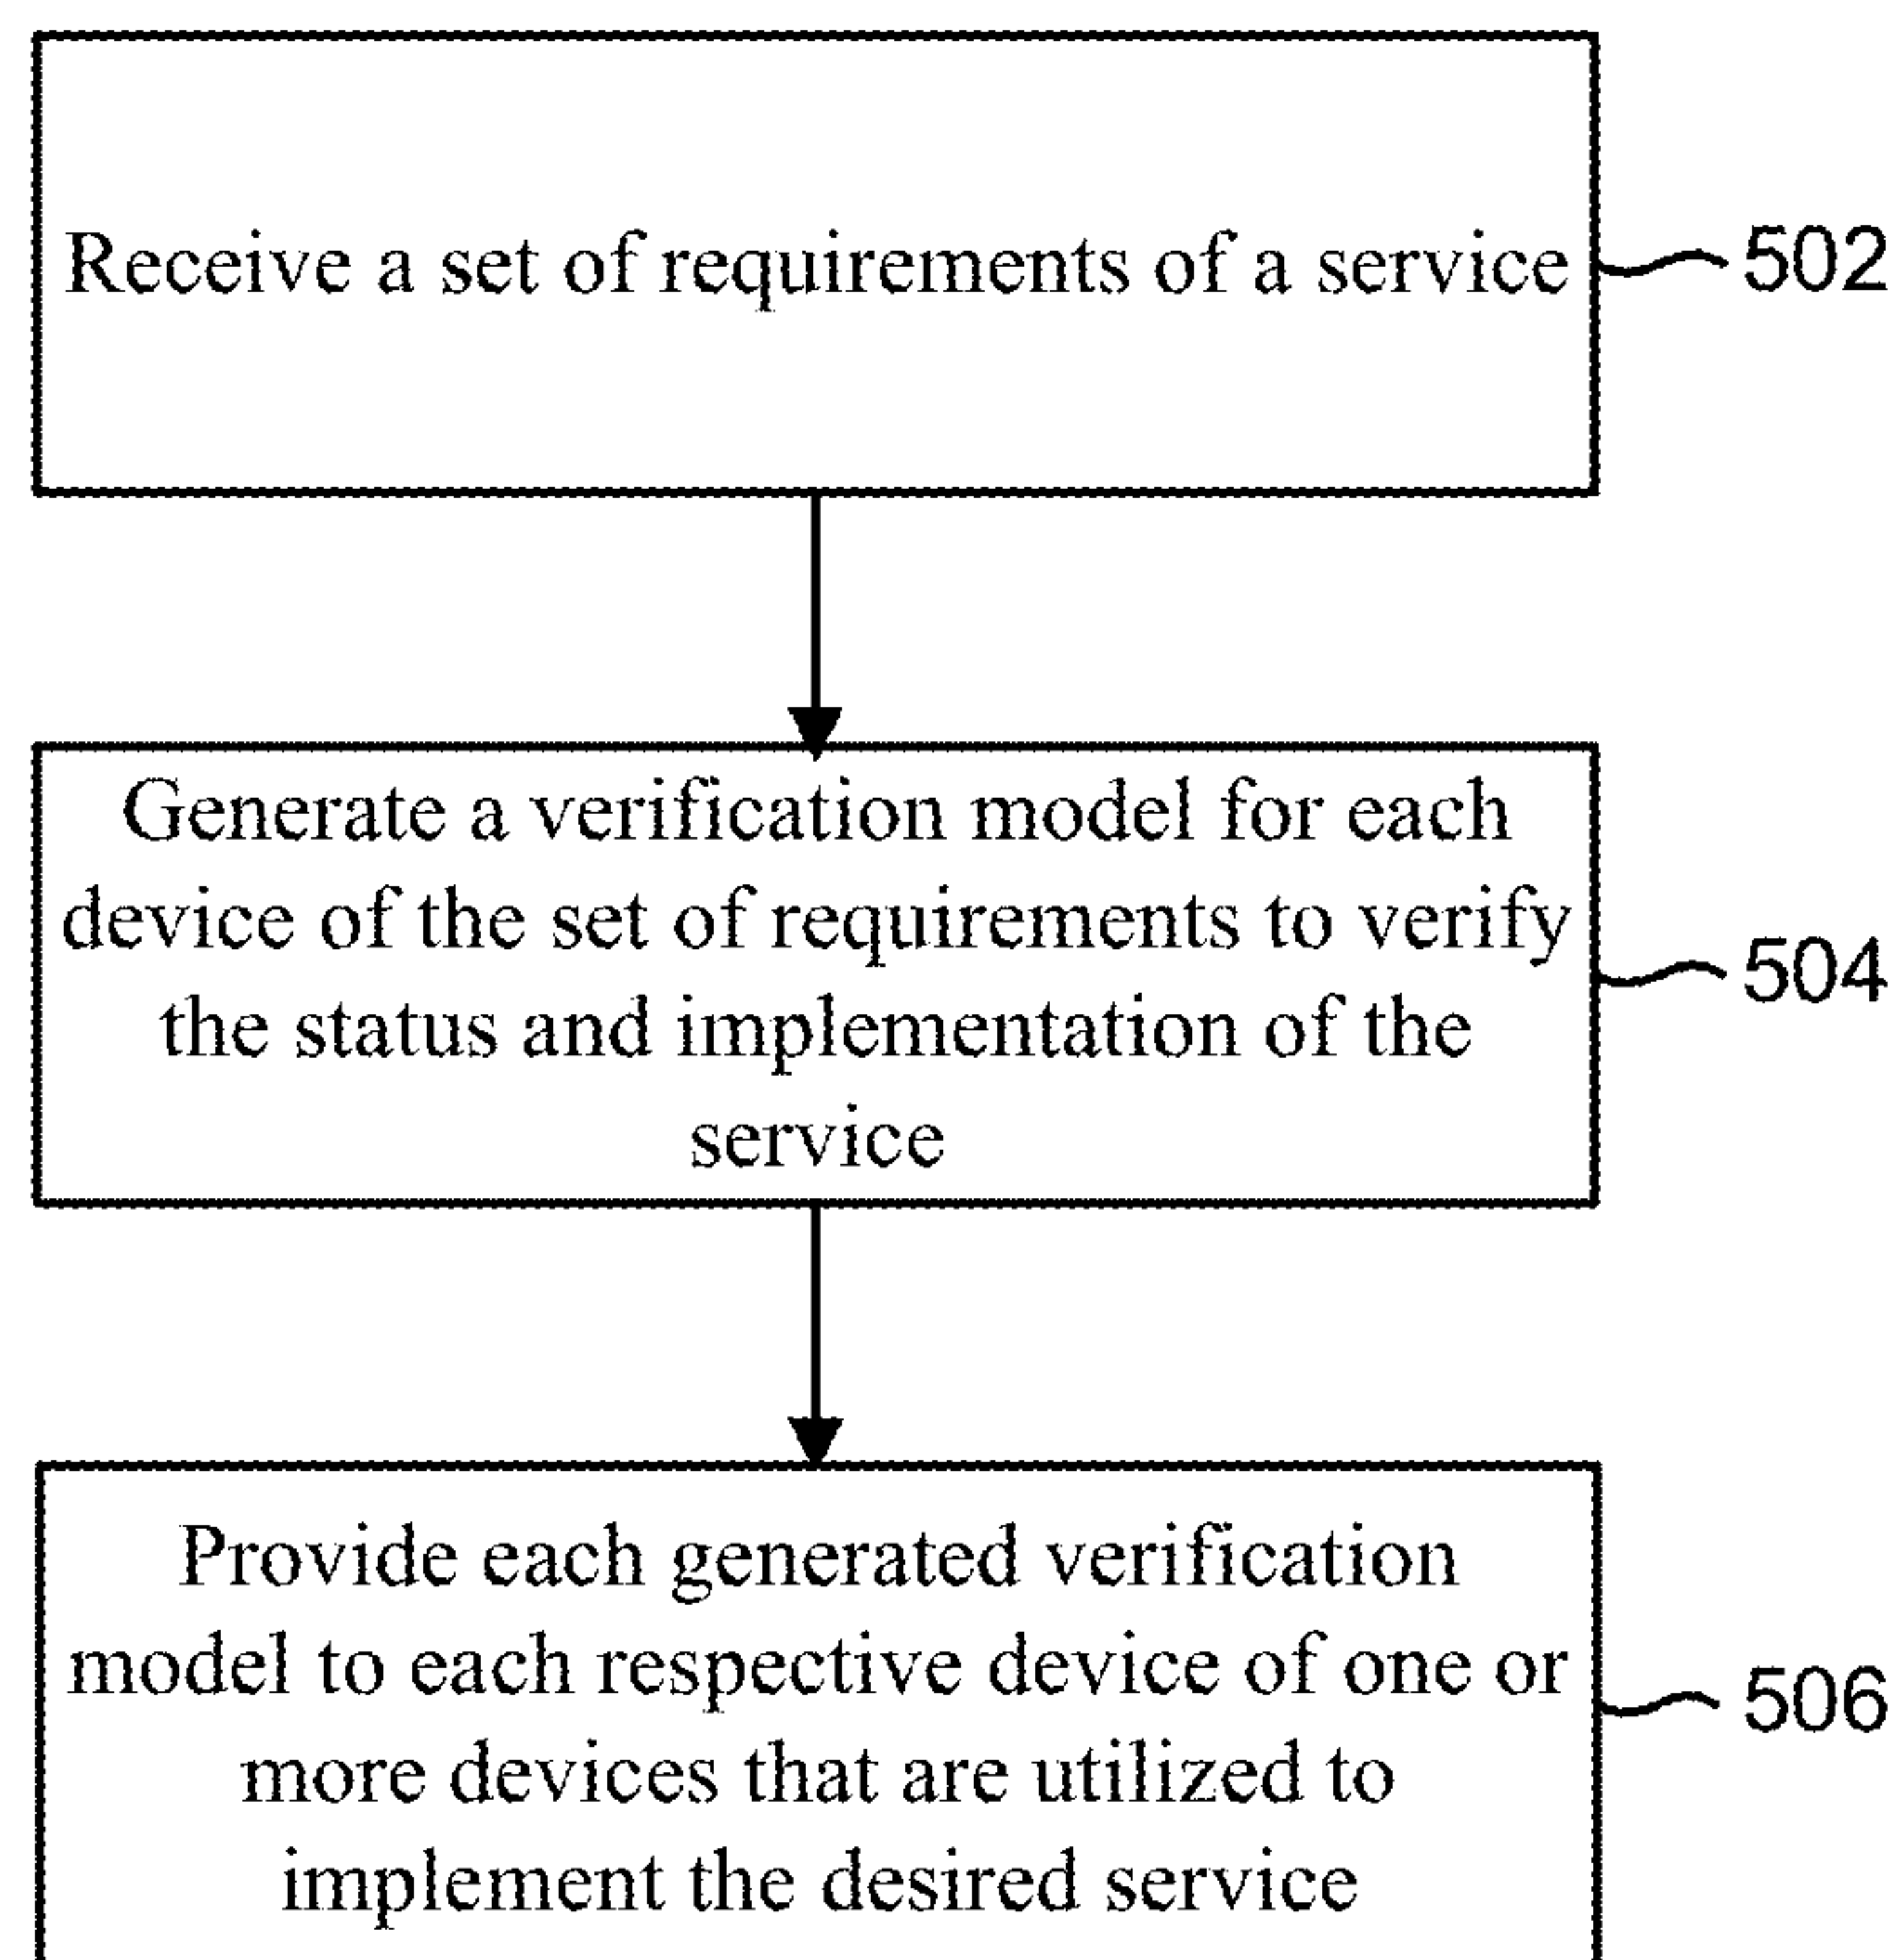 Receive a set of requirements of a service
502
Generate a verification model for each
device of the set of requirements to verify
the status and implementation of the
service
504
Provide each generated verification
model to each respective device of one or
more devices that are utilized to
implement the desired service
506